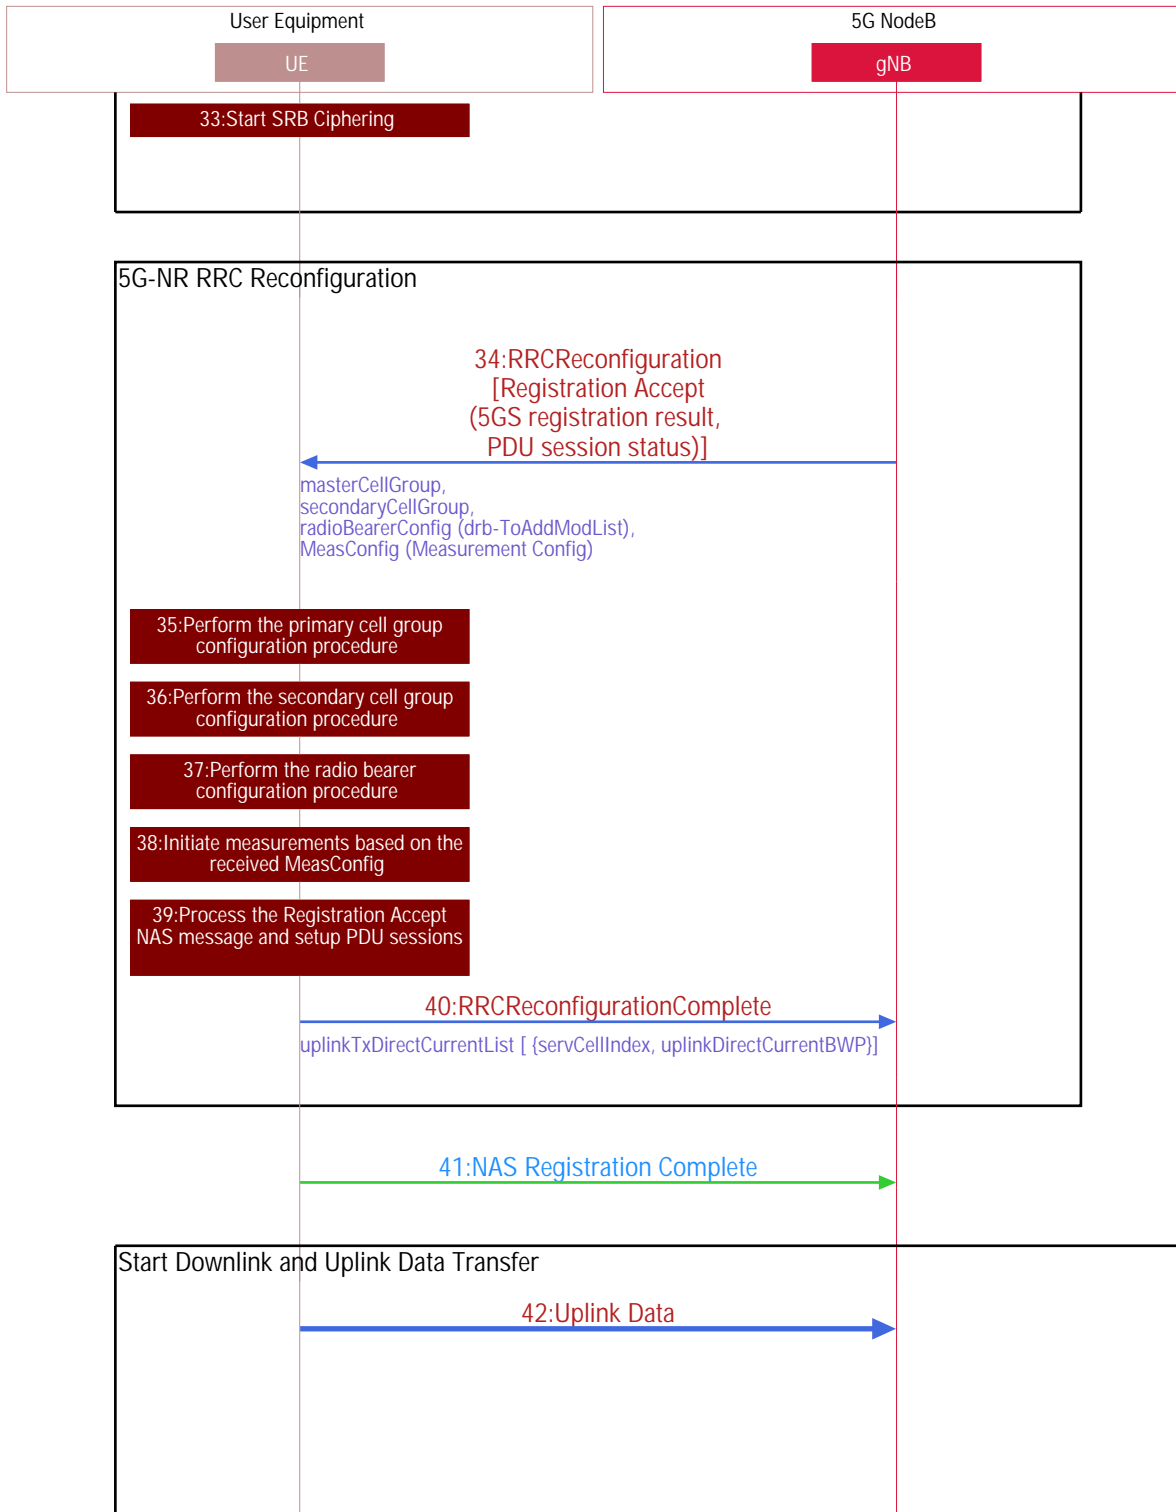 User Equipment
5G NodeB
UE
gNB
33:Start SRB Ciphering
5G-NR RRC Reconfiguration
34:RRCReconfiguration
[Registration Accept
(5GS registration result,
PDU session status)]
masterCellGroup,
secondaryCellGroup,
radioBearerConfig (drb-ToAddModList),
MeasConfig (Measurement Config)
35:Perform the primary cell group
configuration procedure
36:Perform the secondary cell group
configuration procedure
37:Perform the radio bearer
configuration procedure
38:Initiate measurements based on the
received MeasConfig
39:Process the Registration Accept
NAS message and setup PDU sessions
40:RRCReconfigurationComplete
uplinkTxDirectCurrentList [ {servCellIndex, uplinkDirectCurrentBWP}]
41:NAS Registration Complete
Start Downlink and Uplink Data Transfer
42:Uplink Data